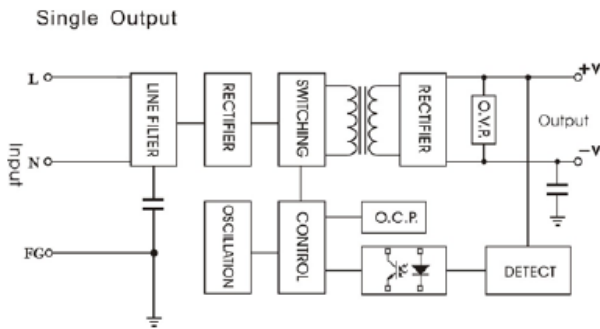 Single Output
L
N
FG
Input
LINE FILTER
RECTIFIER
SWITCHING
RECTIFIER
O.V.P.
+V
Output
-V
OSCILLATION
CONTROL
O.C.P.
DETECT